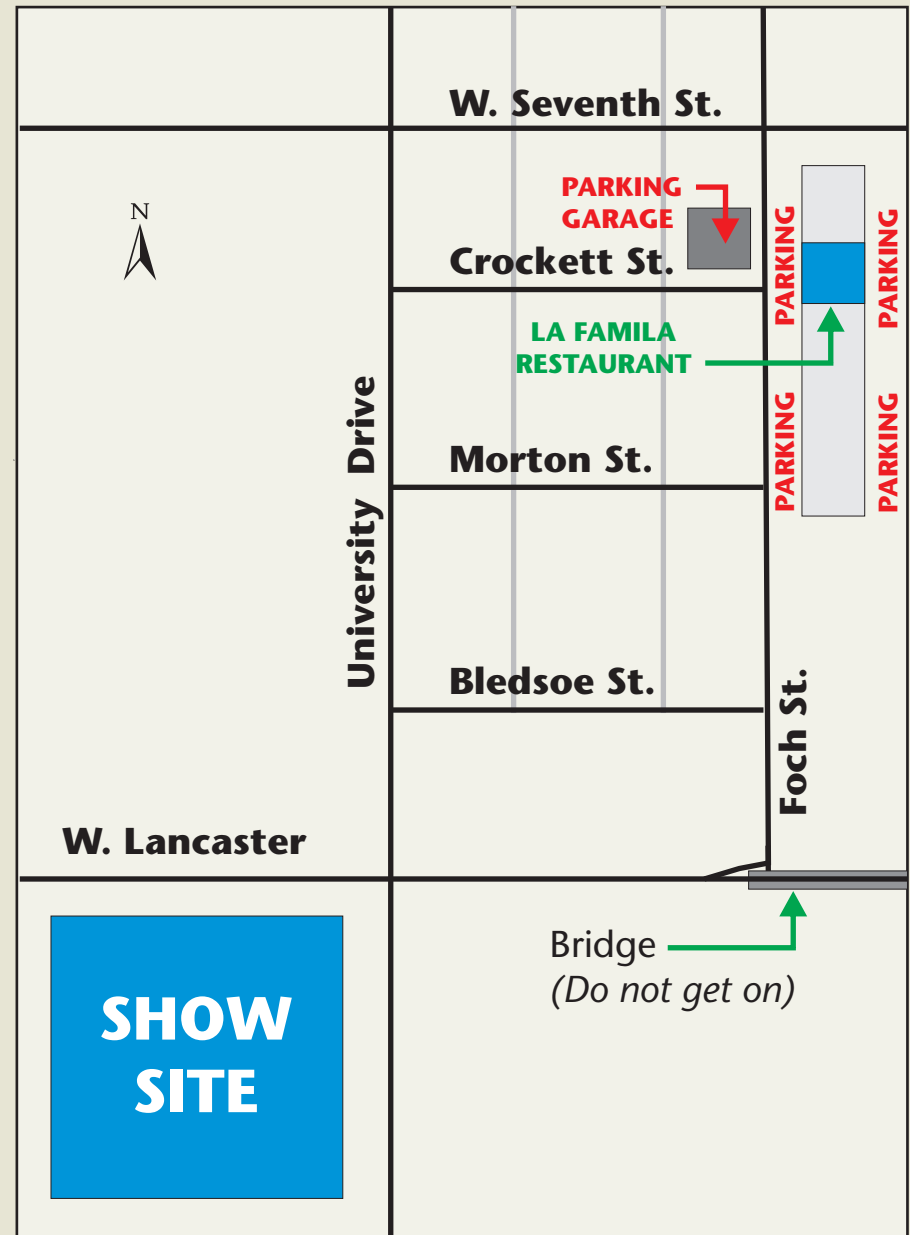 W. Seventh St.
N
PARKING
GARAGE
Crockett St.
PARKING
PARKING
LA FAMILA
RESTAURANT
University Drive
Morton St.
PARKING
PARKING
Bledsoe St.
Foch St.
W. Lancaster
Bridge
(Do not get on)
SHOW
SITE